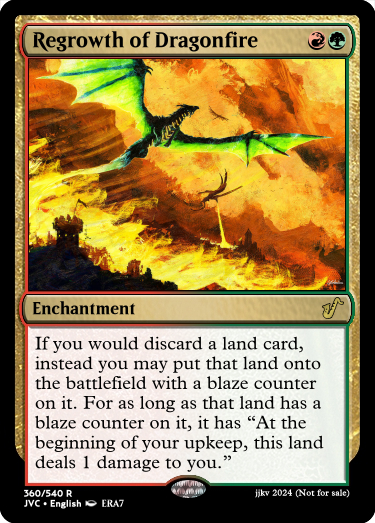 Regrowth of Dragonfire
Enchantment
If you would discard a land card,
instead you may put that land onto
the battlefield with a blaze counter
on it. For as long as that land has a
blaze counter on it, it has “At the
beginning of your upkeep, this land
deals 1 damage to you.”
360/540 R
JVC • English ERA7
jjkv 2024 (Not for sale)